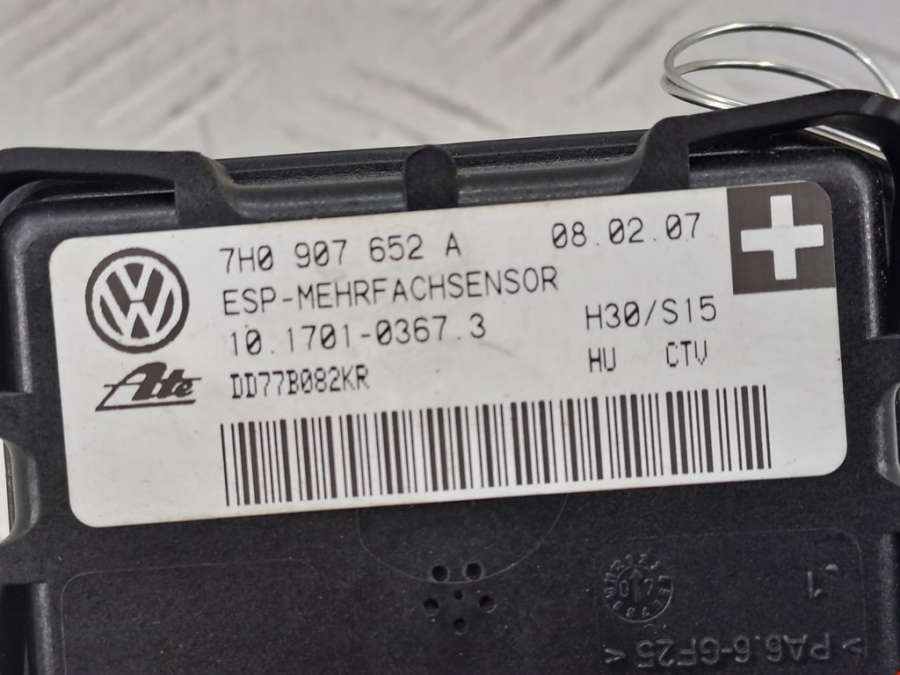 7H0 907 652 A 08.02.07
ESP-MEHRFACHSENSOR
10.1701-0367.3 H30/S15
Ate DD77B082KR HU CTV
>PA6.6-GF25<